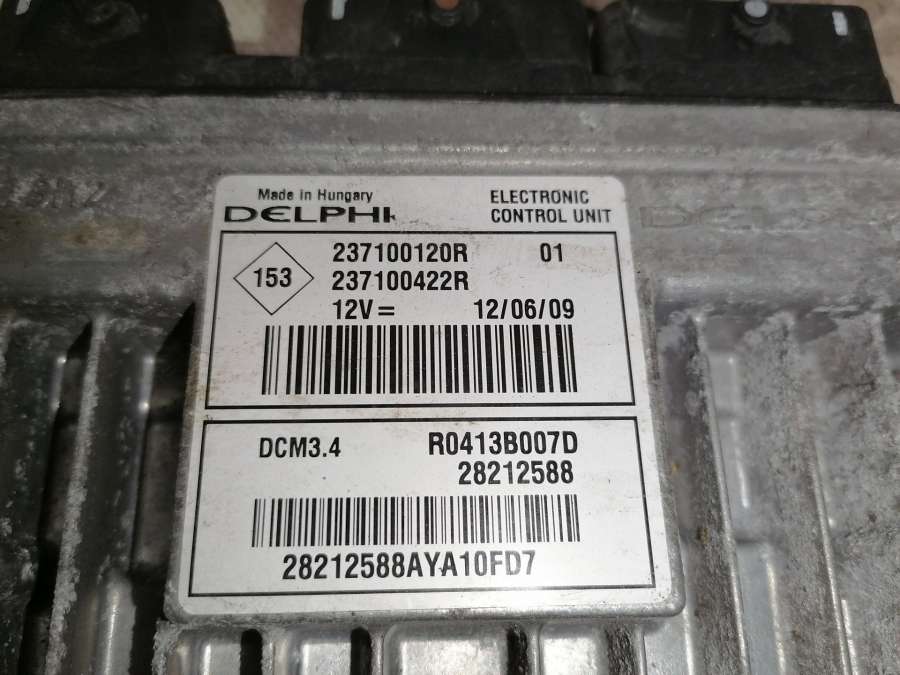 Made in Hungary
DELPHI
ELECTRONIC
CONTROL UNIT
153
237100120R 01
237100422R
12V= 12/06/09
DCM3.4
R0413B007D
28212588
28212588AYA10FD7